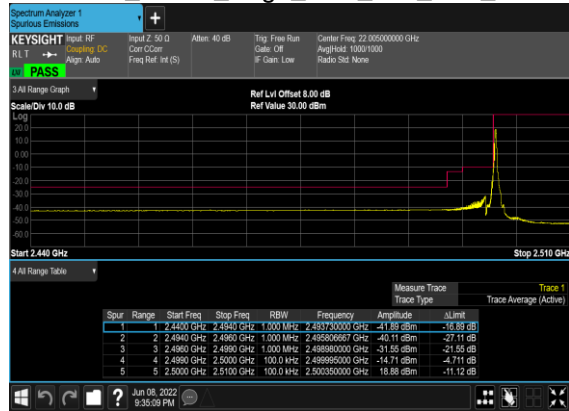 Spectrum Analyzer 1
Spurious Emissions
+
KEYSIGHT Input: RF Input Z: 50 Ω Atten: 40 dB Trig: Free Run Center Freq: 22.005000000 GHz
RLT Coupling: DC Corr CCorr Gate: Off Avg|Hold: 1000/1000
Align: Auto Freq Ref: Int (S) IF Gain: Low Radio Std: None
PASS
3 All Range Graph
Ref Lvl Offset 8.00 dB
Scale/Div 10.0 dB Ref Value 30.00 dBm
Log
20.0
10.0
0.00
-10.0
-20.0
-30.0
-40.0
-50.0
-60.0
Start 2.440 GHz Stop 2.510 GHz
4 All Range Table
Measure Trace Trace 1
Trace Type Trace Average (Active)
Spur Range Start Freq Stop Freq RBW Frequency Amplitude ΔLimit
1 1 2.4400 GHz 2.4940 GHz 1.000 MHz 2.493730000 GHz -41.89 dBm -16.89 dB
2 2 2.4940 GHz 2.4960 GHz 1.000 MHz 2.495806667 GHz -40.11 dBm -27.11 dB
3 3 2.4960 GHz 2.4990 GHz 1.000 MHz 2.498980000 GHz -31.55 dBm -21.55 dB
4 4 2.4990 GHz 2.5000 GHz 100.0 kHz 2.499995000 GHz -14.71 dBm -4.711 dB
5 5 2.5000 GHz 2.5100 GHz 100.0 kHz 2.500350000 GHz 18.88 dBm -11.12 dB
? Jun 08, 2022
9:35:09 PM